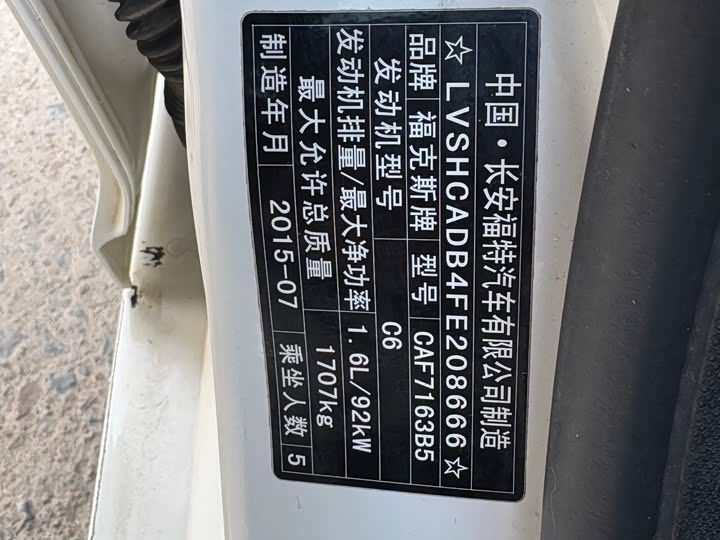 中国·长安福特汽车有限公司制造
☆LVSHCADB4FE208666☆
品牌 福克斯牌 型号 CAF7163B5
发动机型号 C6
发动机排量/最大净功率 1.6L/92kW
最大允许总质量 1707kg
制造年月 2015-07 乘坐人数 5